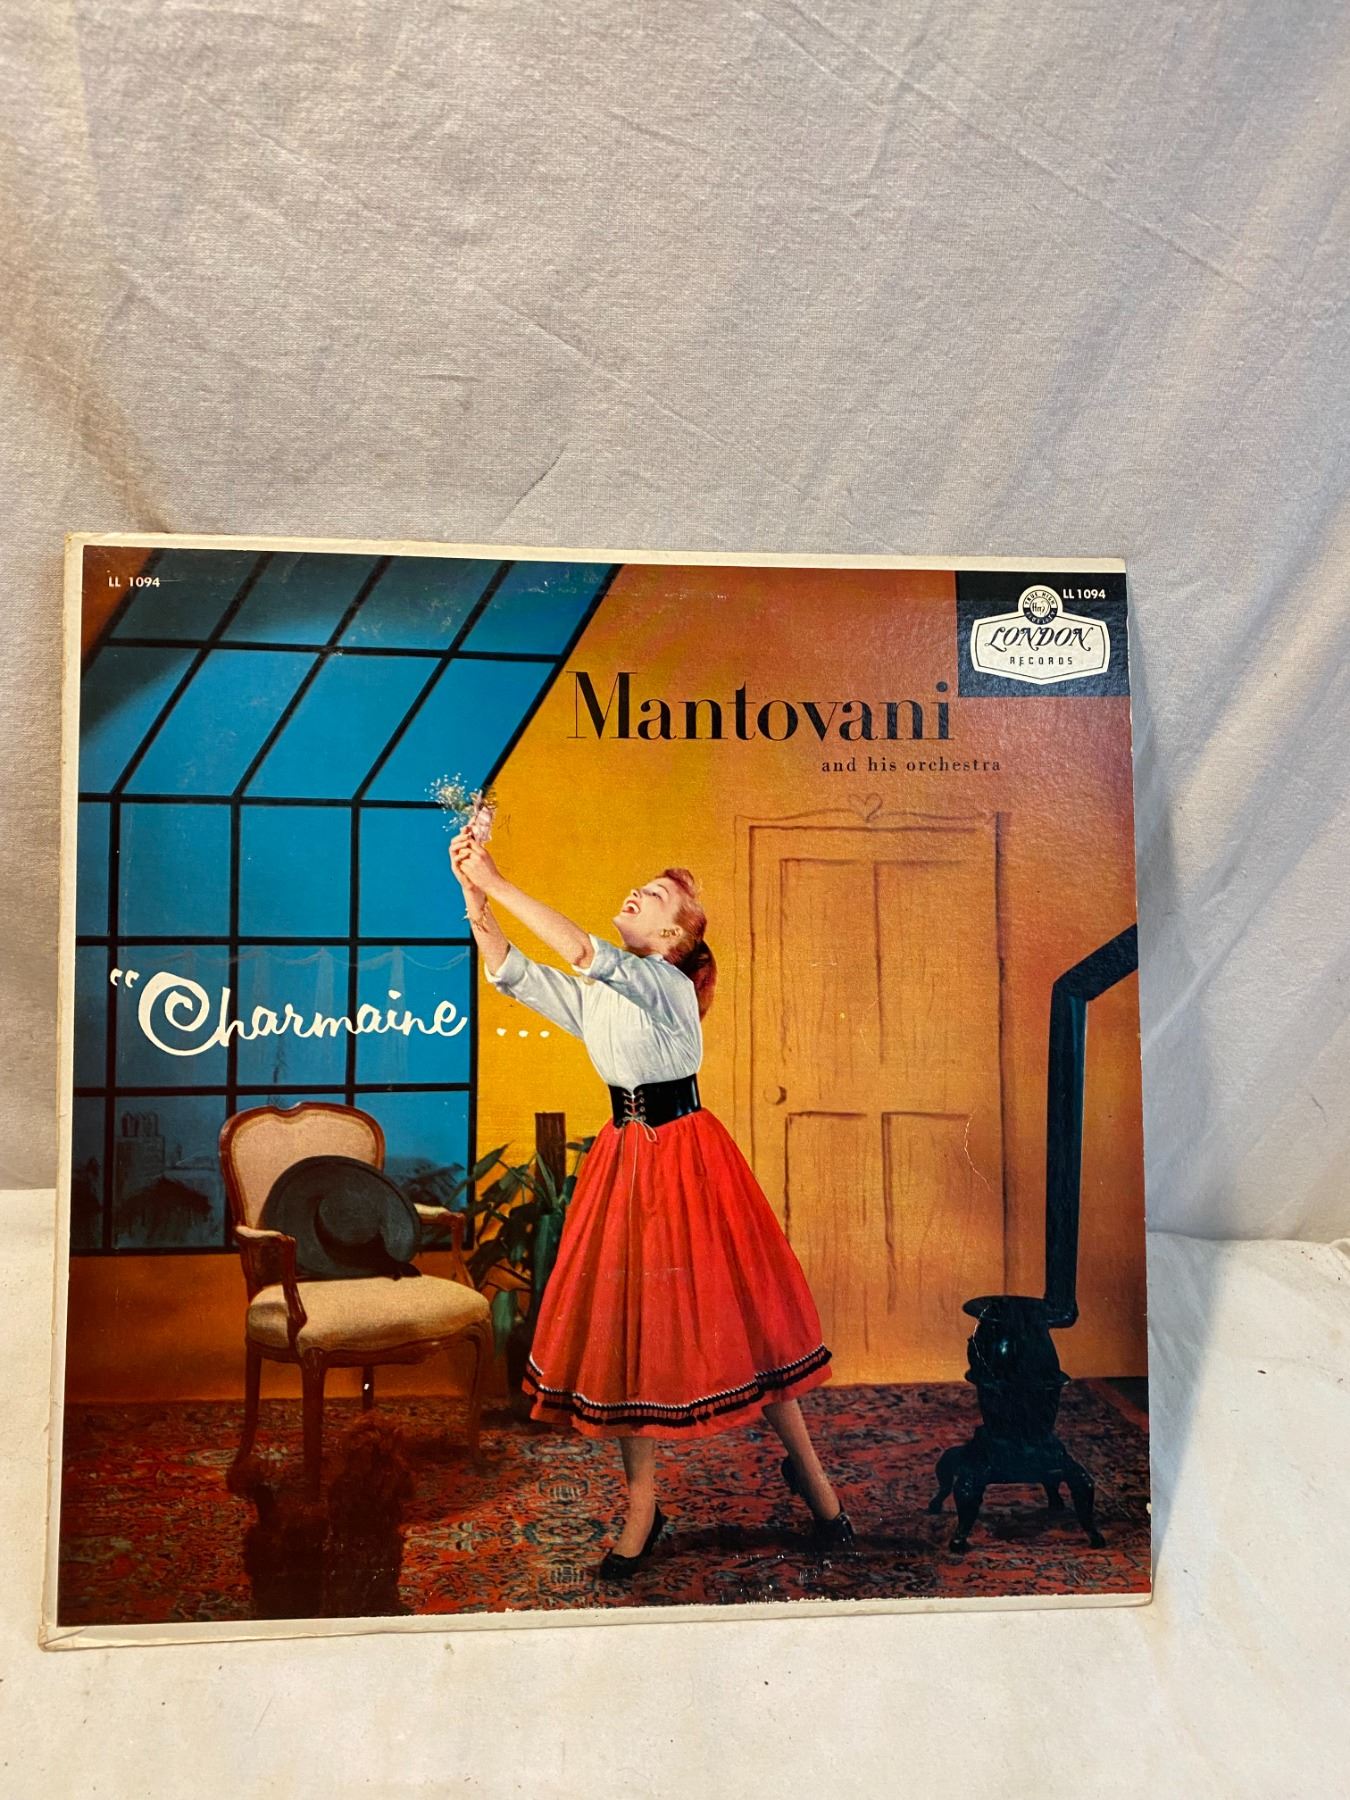 LL 1094
LL 1094
LONDON
RECORDS
Mantovani
and his orchestra
"Charmaine ...